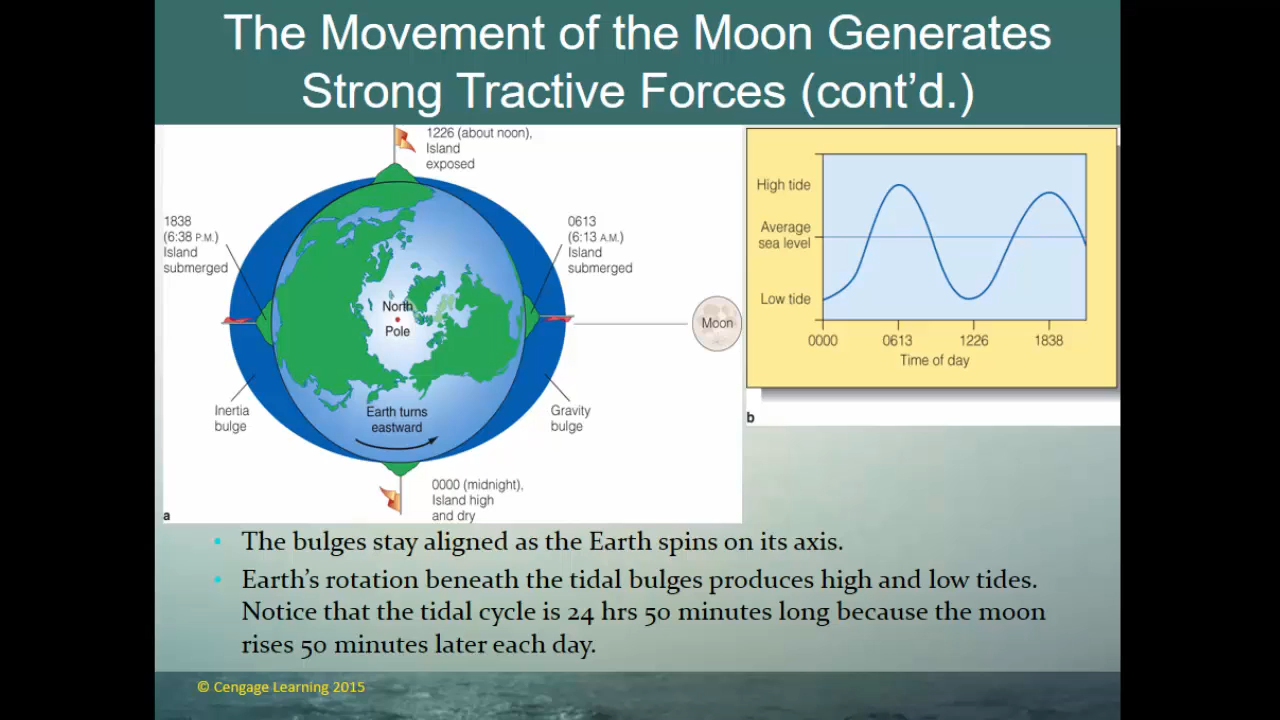 The Movement of the Moon Generates
Strong Tractive Forces (cont'd.)
1226 (about noon),
Island
exposed
1838
(6:38 P.M.)
Island
submerged
0613
(6:13 A.M.)
Island
submerged
North
Pole
Moon
Inertia
bulge
Earth turns
eastward
Gravity
bulge
0000 (midnight),
Island high
and dry
a
High tide
Average
sea level
Low tide
0000 0613 1226 1838
Time of day
b
• The bulges stay aligned as the Earth spins on its axis.
• Earth's rotation beneath the tidal bulges produces high and low tides.
Notice that the tidal cycle is 24 hrs 50 minutes long because the moon
rises 50 minutes later each day.
© Cengage Learning 2015